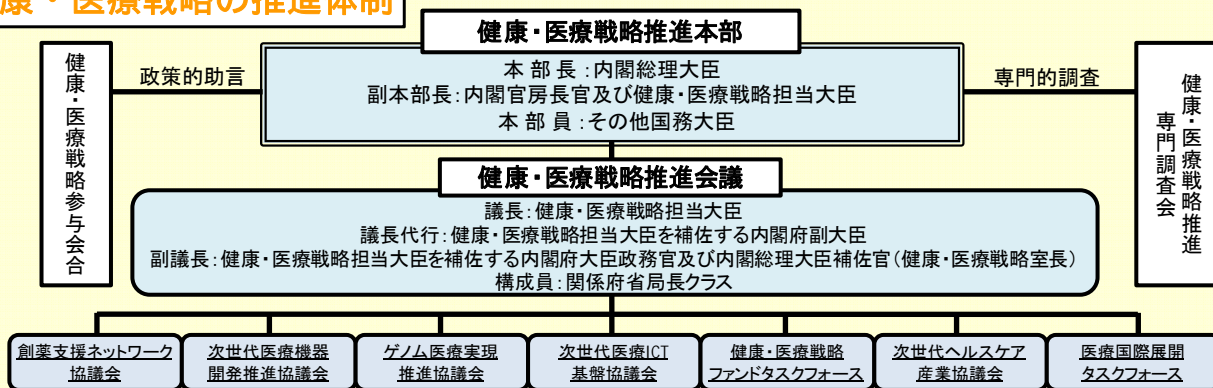 康・医療戦略の推進体制
健康・医療戦略推進本部
本 部 長 :内閣総理大臣
副本部長:内閣官房長官及び健康・医療戦略担当大臣
本 部 員 :その他国務大臣
政策的助言
専門的調査
健康・医療戦略参与会合
健康・医療戦略推進
専門調査会
健康・医療戦略推進会議
議長:健康・医療戦略担当大臣
議長代行:健康・医療戦略担当大臣を補佐する内閣府副大臣
副議長:健康・医療戦略担当大臣を補佐する内閣府大臣政務官及び内閣総理大臣補佐官(健康・医療戦略室長)
構成員:関係府省局長クラス
創薬支援ネットワーク
協議会
次世代医療機器
開発推進協議会
ゲノム医療実現
推進協議会
次世代医療ICT
基盤協議会
健康・医療戦略
ファンドタスクフォース
次世代ヘルスケア
産業協議会
医療国際展開
タスクフォース